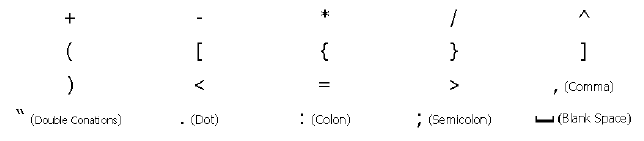 + - * / ^
( [ { } ]
) < = > , (Comma)
" (Double Conations) . (Dot) : (Colon) ; (Semicolon) ⎵ (Blank Space)